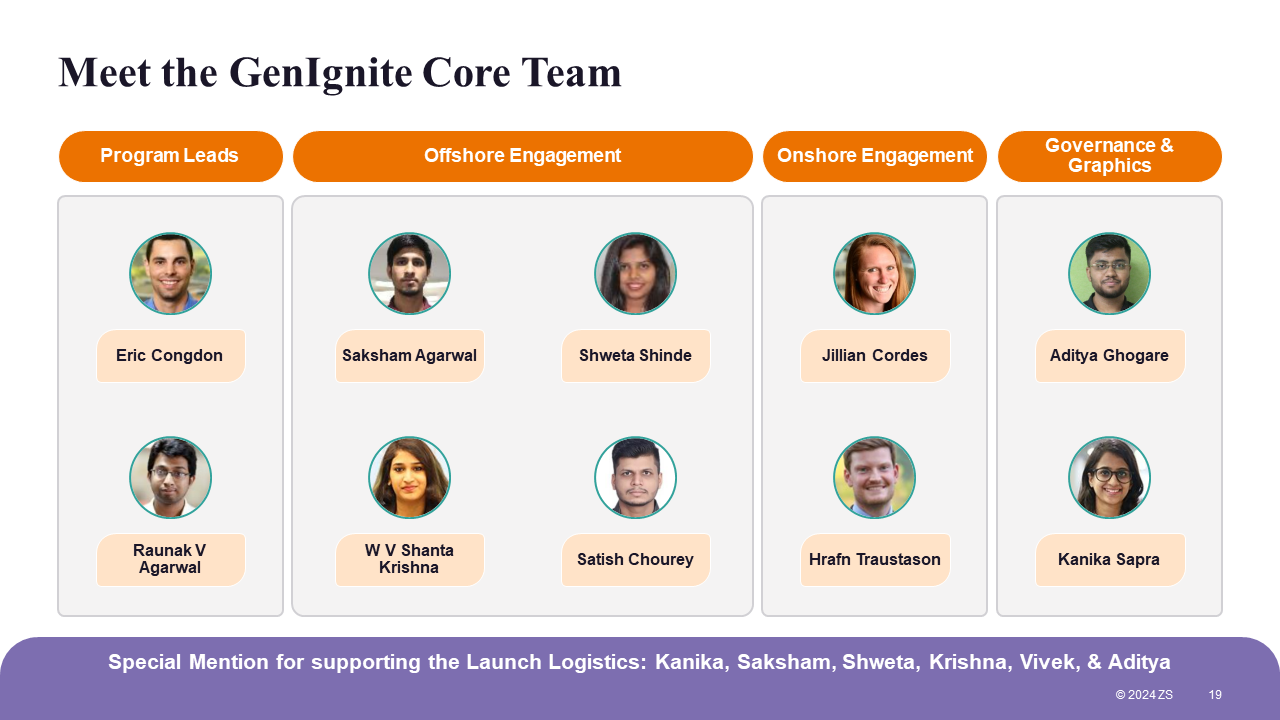 Meet the GenIgnite Core Team
Program Leads
Offshore Engagement
Onshore Engagement
Governance &
Graphics
Eric Congdon
Saksham Agarwal
Shweta Shinde
Jillian Cordes
Aditya Ghogare
Raunak V
Agarwal
W V Shanta
Krishna
Satish Chourey
Hrafn Traustason
Kanika Sapra
Special Mention for supporting the Launch Logistics: Kanika, Saksham, Shweta, Krishna, Vivek, & Aditya
© 2024 ZS
19